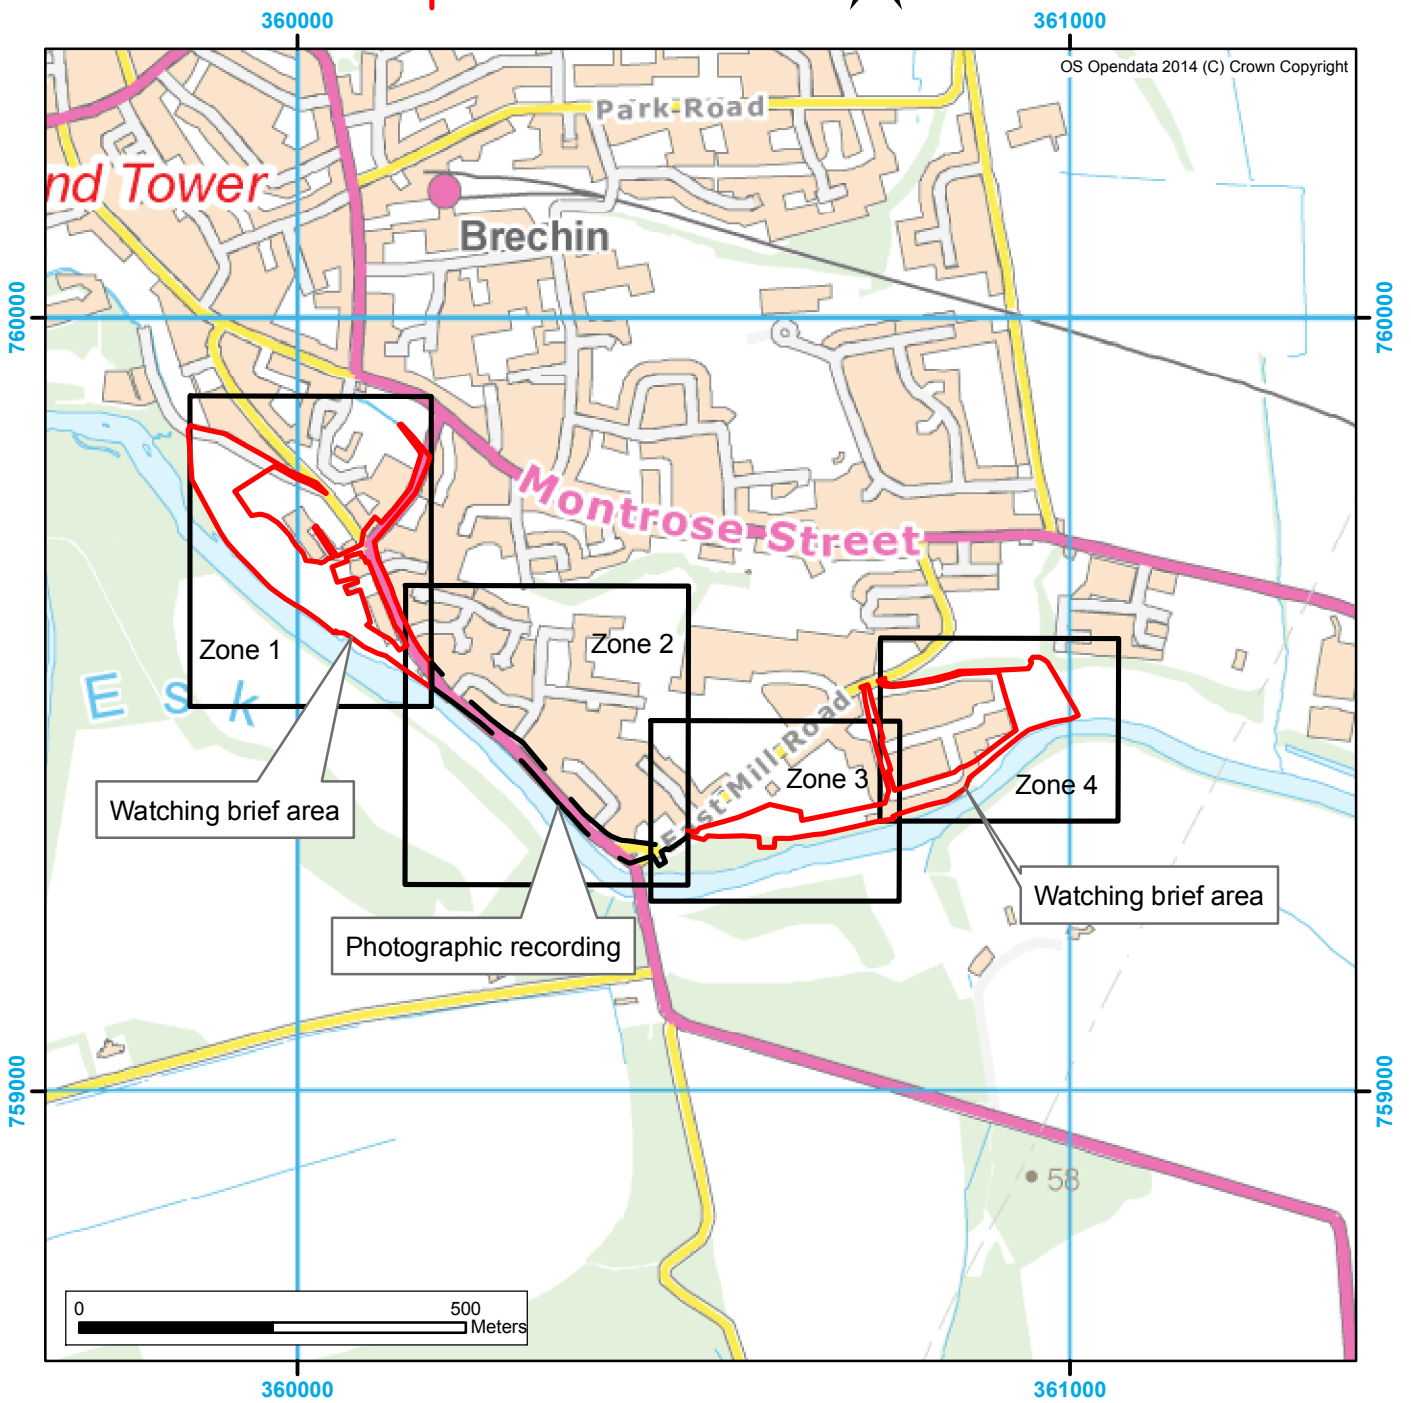 360000
361000
OS Opendata 2014 (C) Crown Copyright
Park Road
nd Tower
Brechin
760000
760000
Montrose Street
Zone 1
Zone 2
Esk
East Mill Road
Zone 3
Zone 4
Watching brief area
Watching brief area
Photographic recording
759000
759000
58
0
500
Meters
360000
361000